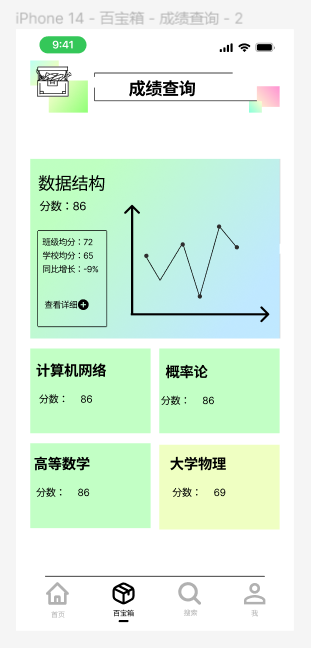 iPhone 14 - 百宝箱 - 成绩查询 - 2
9:41
成绩查询
数据结构
分数：86
班级均分：72
学校均分：65
同比增长：-9%
查看详细
计算机网络
分数： 86
概率论
分数： 86
高等数学
分数： 86
大学物理
分数： 69
首页
百宝箱
搜索
我